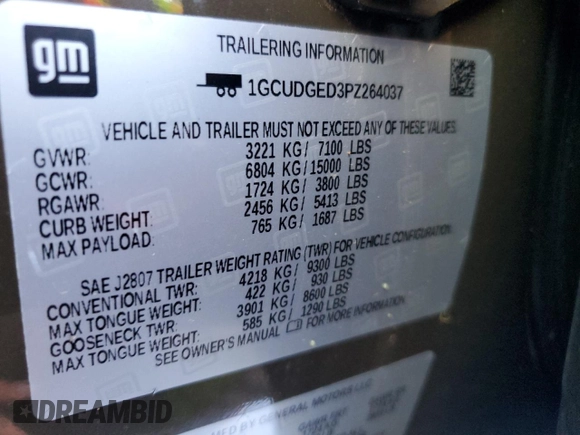 gm
TRAILERING INFORMATION
1GCUDGED3PZ264037
VEHICLE AND TRAILER MUST NOT EXCEED ANY OF THESE VALUES.
GVWR: 3221 KG/ 7100 LBS
GCWR: 6804 KG/ 15000 LBS
RGAWR: 1724 KG/ 3800 LBS
CURB WEIGHT: 2456 KG/ 5413 LBS
MAX PAYLOAD: 765 KG/ 1687 LBS
SAE J2807 TRAILER WEIGHT RATING (TWR) FOR VEHICLE CONFIGURATION.
CONVENTIONAL TWR: 4218 KG/ 9300 LBS
MAX TONGUE WEIGHT: 422 KG/ 930 LBS
GOOSENECK TWR: 3901 KG/ 8600 LBS
MAX TONGUE WEIGHT: 585 KG/ 1290 LBS
SEE OWNER'S MANUAL FOR MORE INFORMATION
BY GENERAL MOTORS LLC
DREAMBID